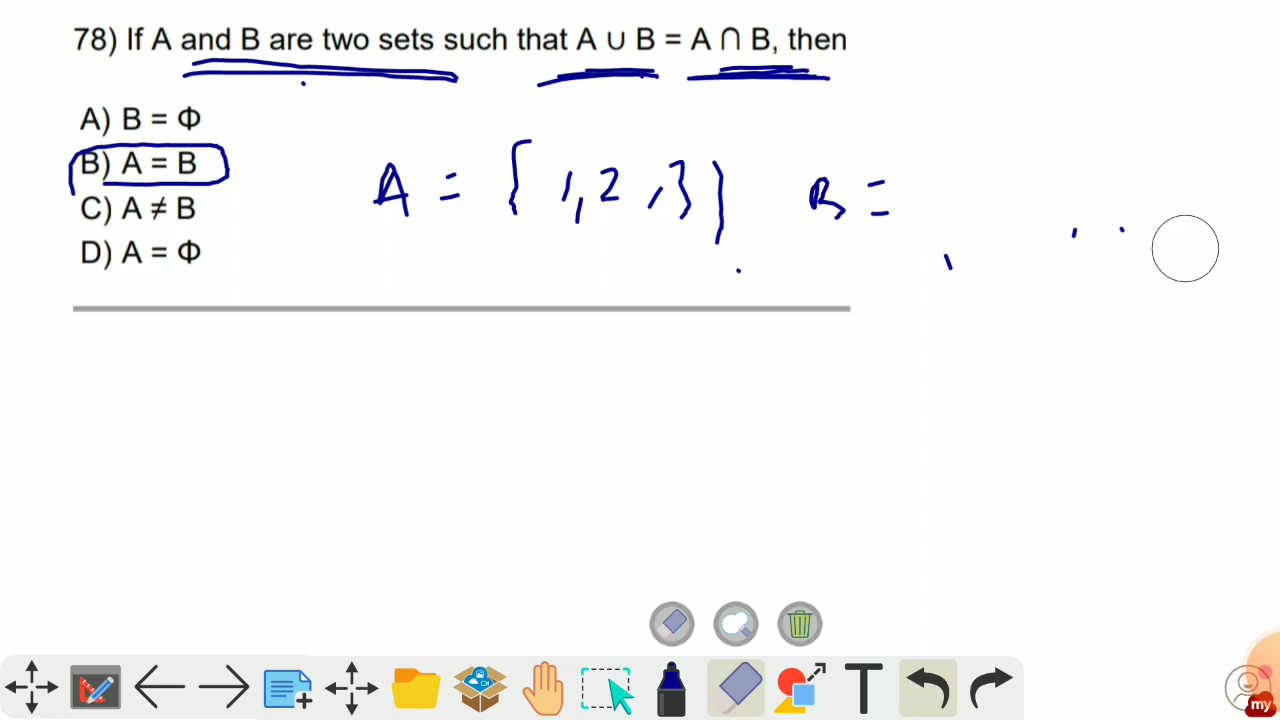 78) If A and B are two sets such that A ∪ B = A ∩ B, then
A) B = Φ
B) A = B
C) A ≠ B
D) A = Φ
A = { 1, 2, 3 } B =
T
my